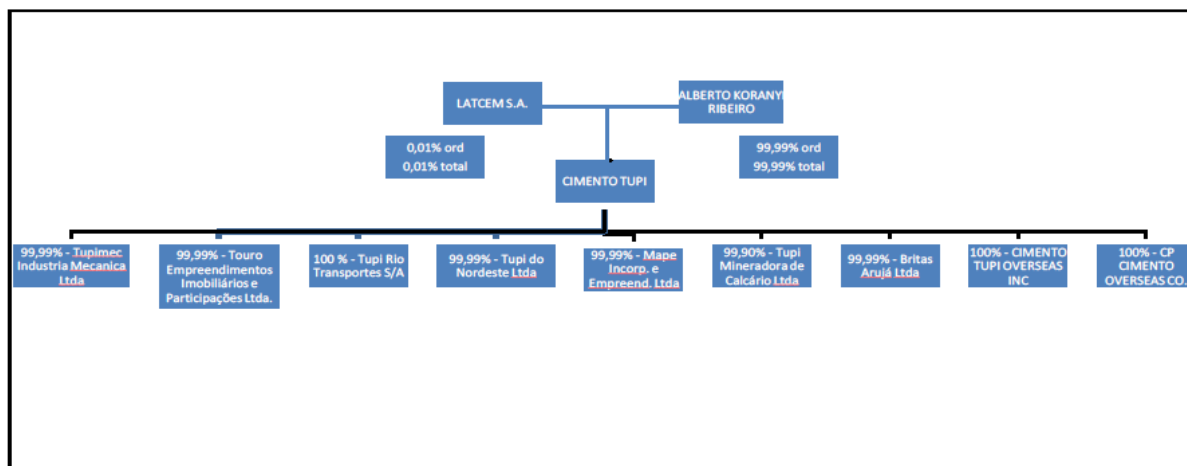 LATCEM S.A.
ALBERTO KORANYI
RIBEIRO
0,01% ord
0,01% total
99,99% ord
99,99% total
CIMENTO TUPI
99,99% - Tupimec
Industria Mecanica
Ltda
99,99% - Touro
Empreendimentos
Imobiliários e
Participações Ltda.
100 % - Tupi Rio
Transportes S/A
99,99% - Tupi do
Nordeste Ltda
99,99% - Mape
Incorp. e
Empreend. Ltda
99,90% - Tupi
Mineradora de
Calcário Ltda
99,99% - Britas
Arujá Ltda
100% - CIMENTO
TUPI OVERSEAS
INC
100% - CP
CIMENTO
OVERSEAS CO.